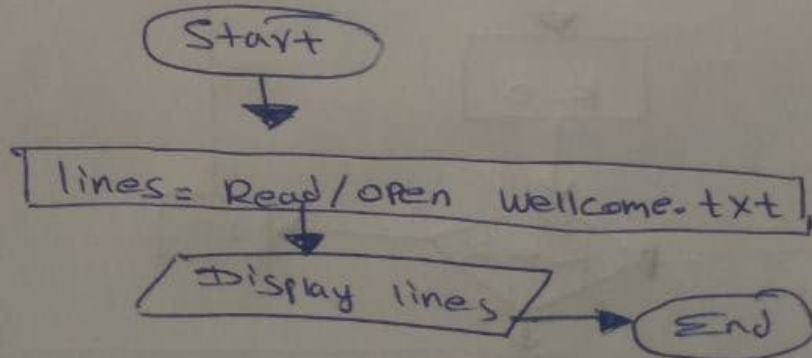 Start
lines= Read/open wellcome.txt
Display lines
End